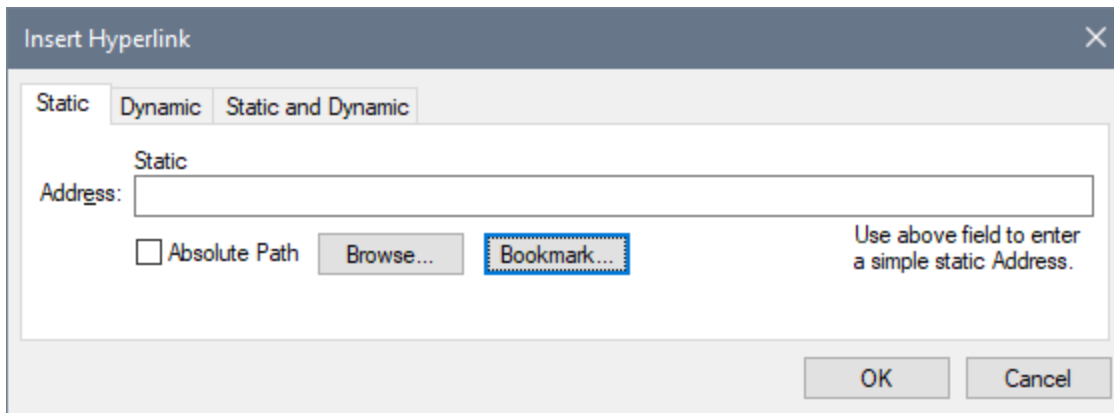 Insert Hyperlink
Static Dynamic Static and Dynamic
Static
Address:
Absolute Path Browse... Bookmark... Use above field to enter
a simple static Address.
OK Cancel